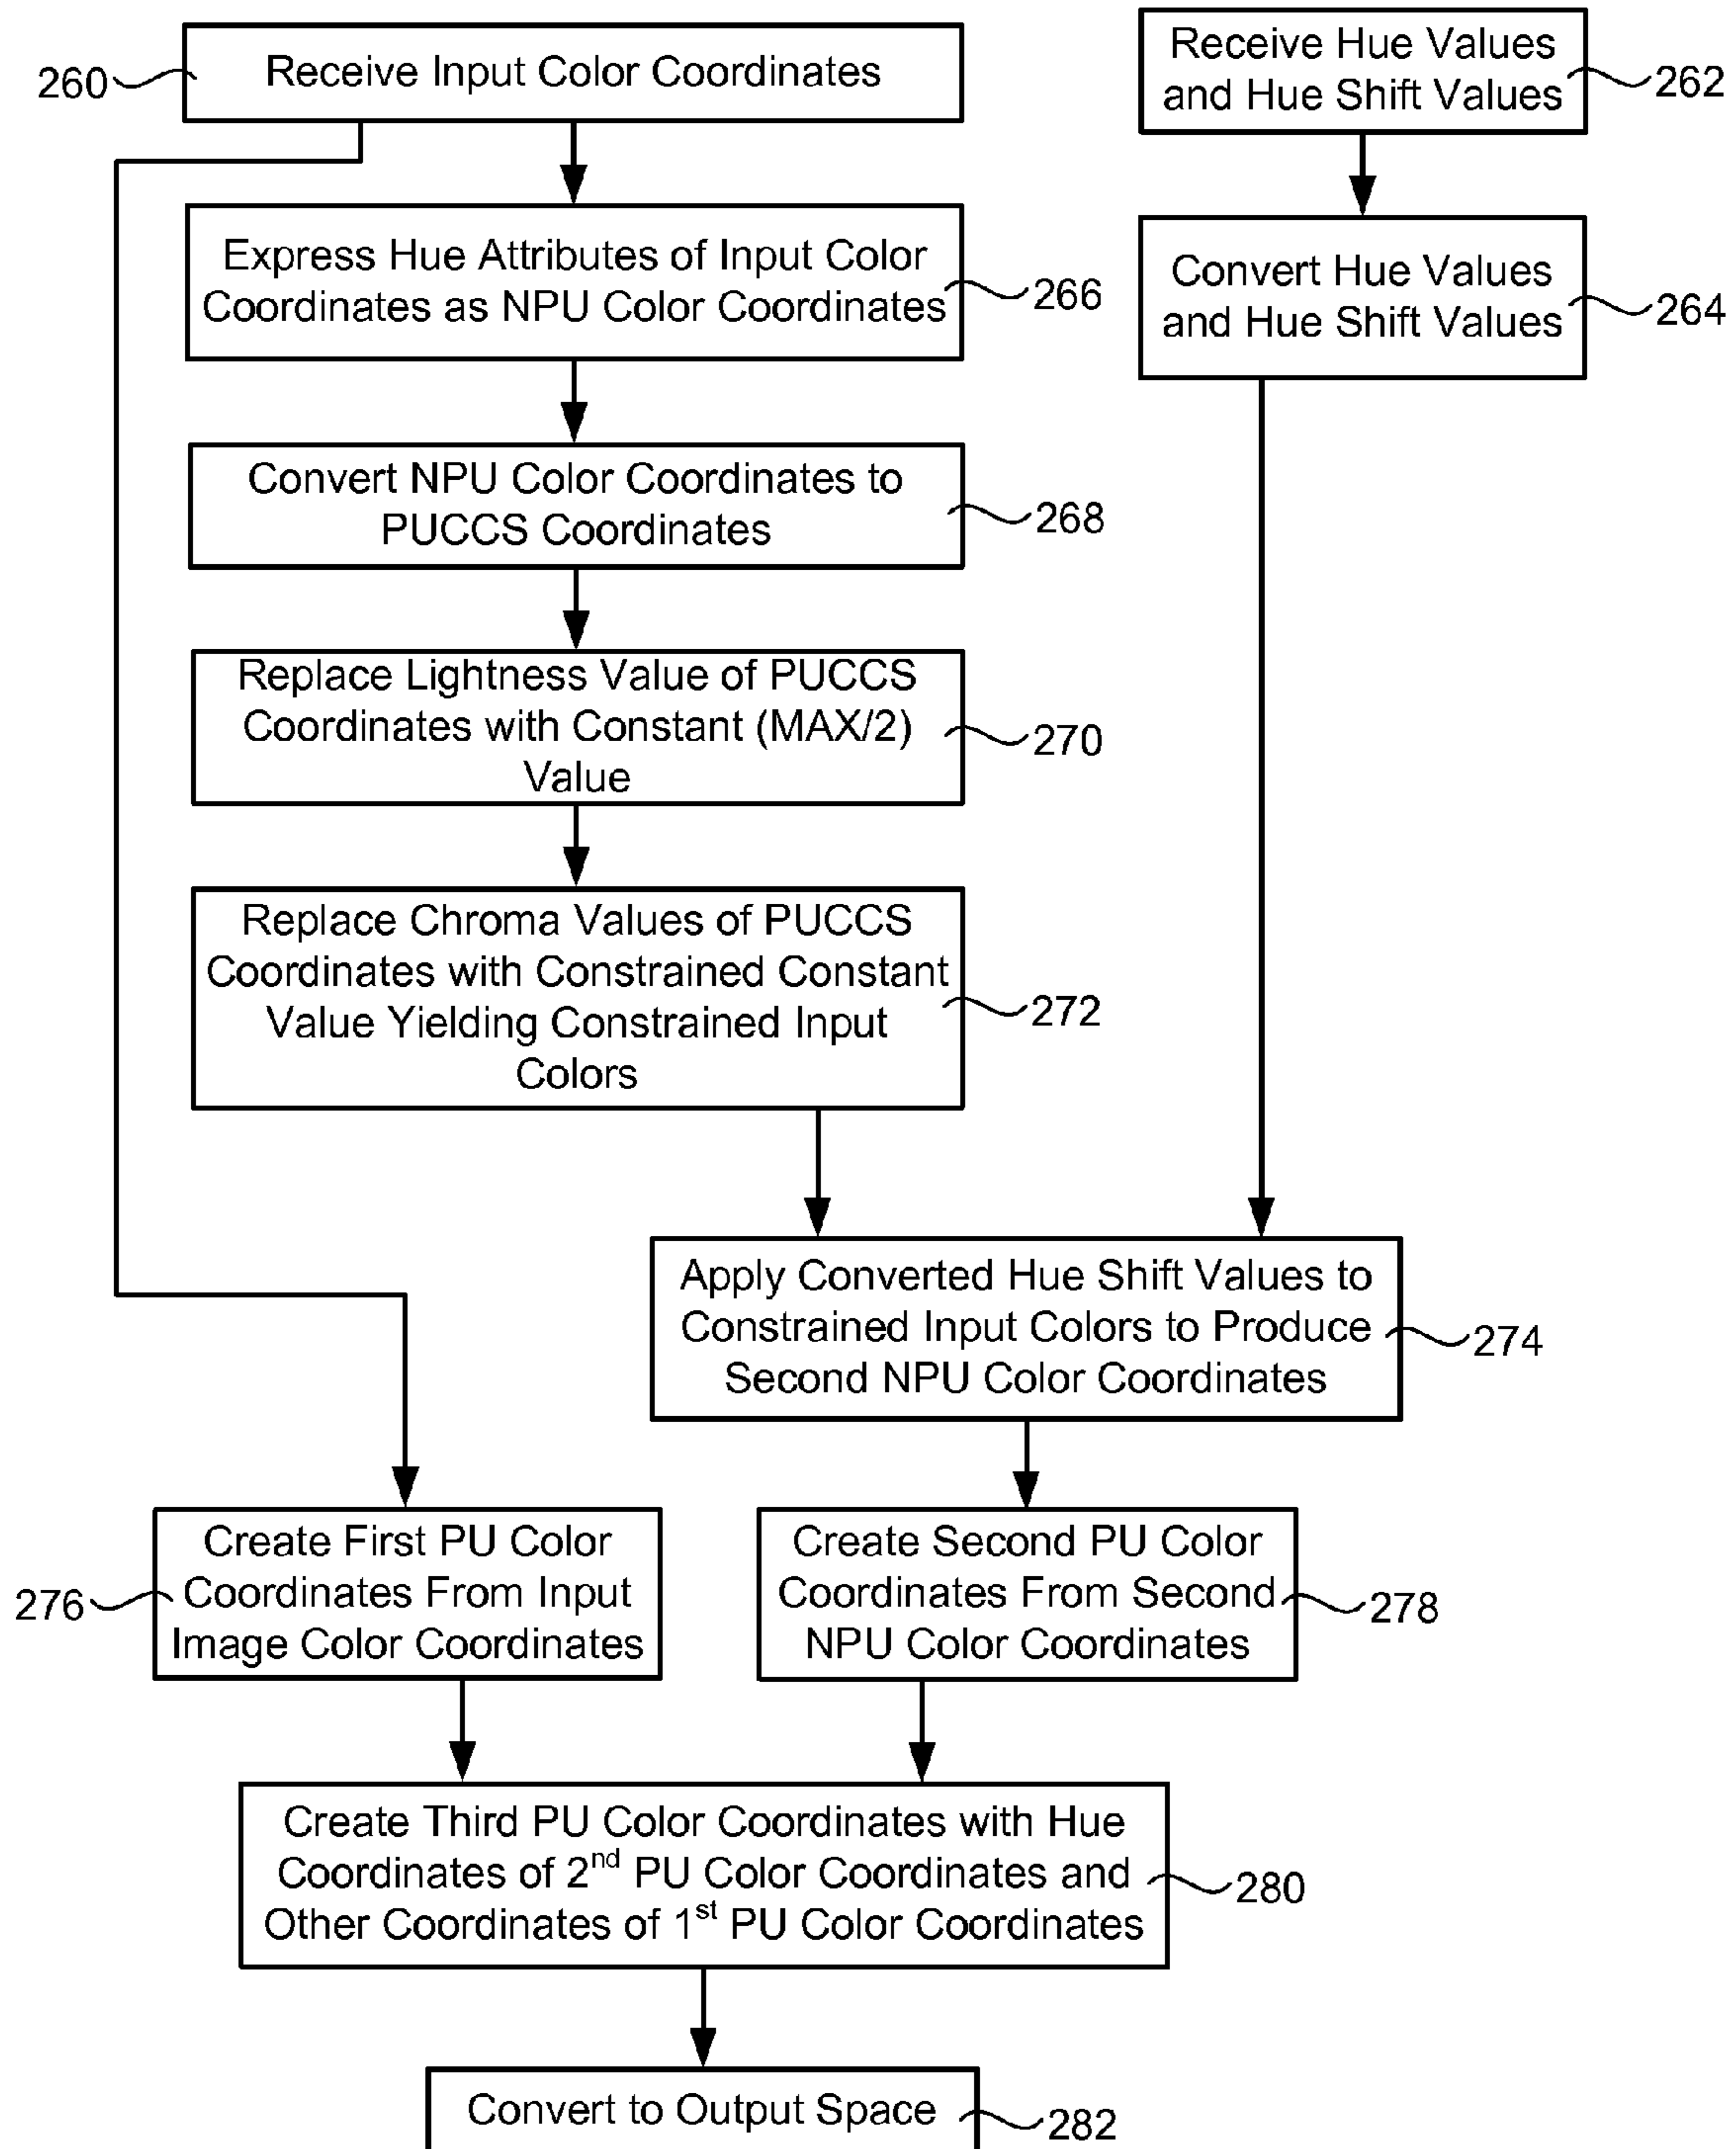 260
Receive Input Color Coordinates
Receive Hue Values
and Hue Shift Values
262
Express Hue Attributes of Input Color
Coordinates as NPU Color Coordinates
266
Convert Hue Values
and Hue Shift Values
264
Convert NPU Color Coordinates to
PUCCS Coordinates
268
Replace Lightness Value of PUCCS
Coordinates with Constant (MAX/2)
Value
270
Replace Chroma Values of PUCCS
Coordinates with Constrained Constant
Value Yielding Constrained Input
Colors
272
Apply Converted Hue Shift Values to
Constrained Input Colors to Produce
Second NPU Color Coordinates
274
276
Create First PU Color
Coordinates From Input
Image Color Coordinates
Create Second PU Color
Coordinates From Second
NPU Color Coordinates
278
Create Third PU Color Coordinates with Hue
Coordinates of 2nd PU Color Coordinates and
Other Coordinates of 1st PU Color Coordinates
280
Convert to Output Space
282